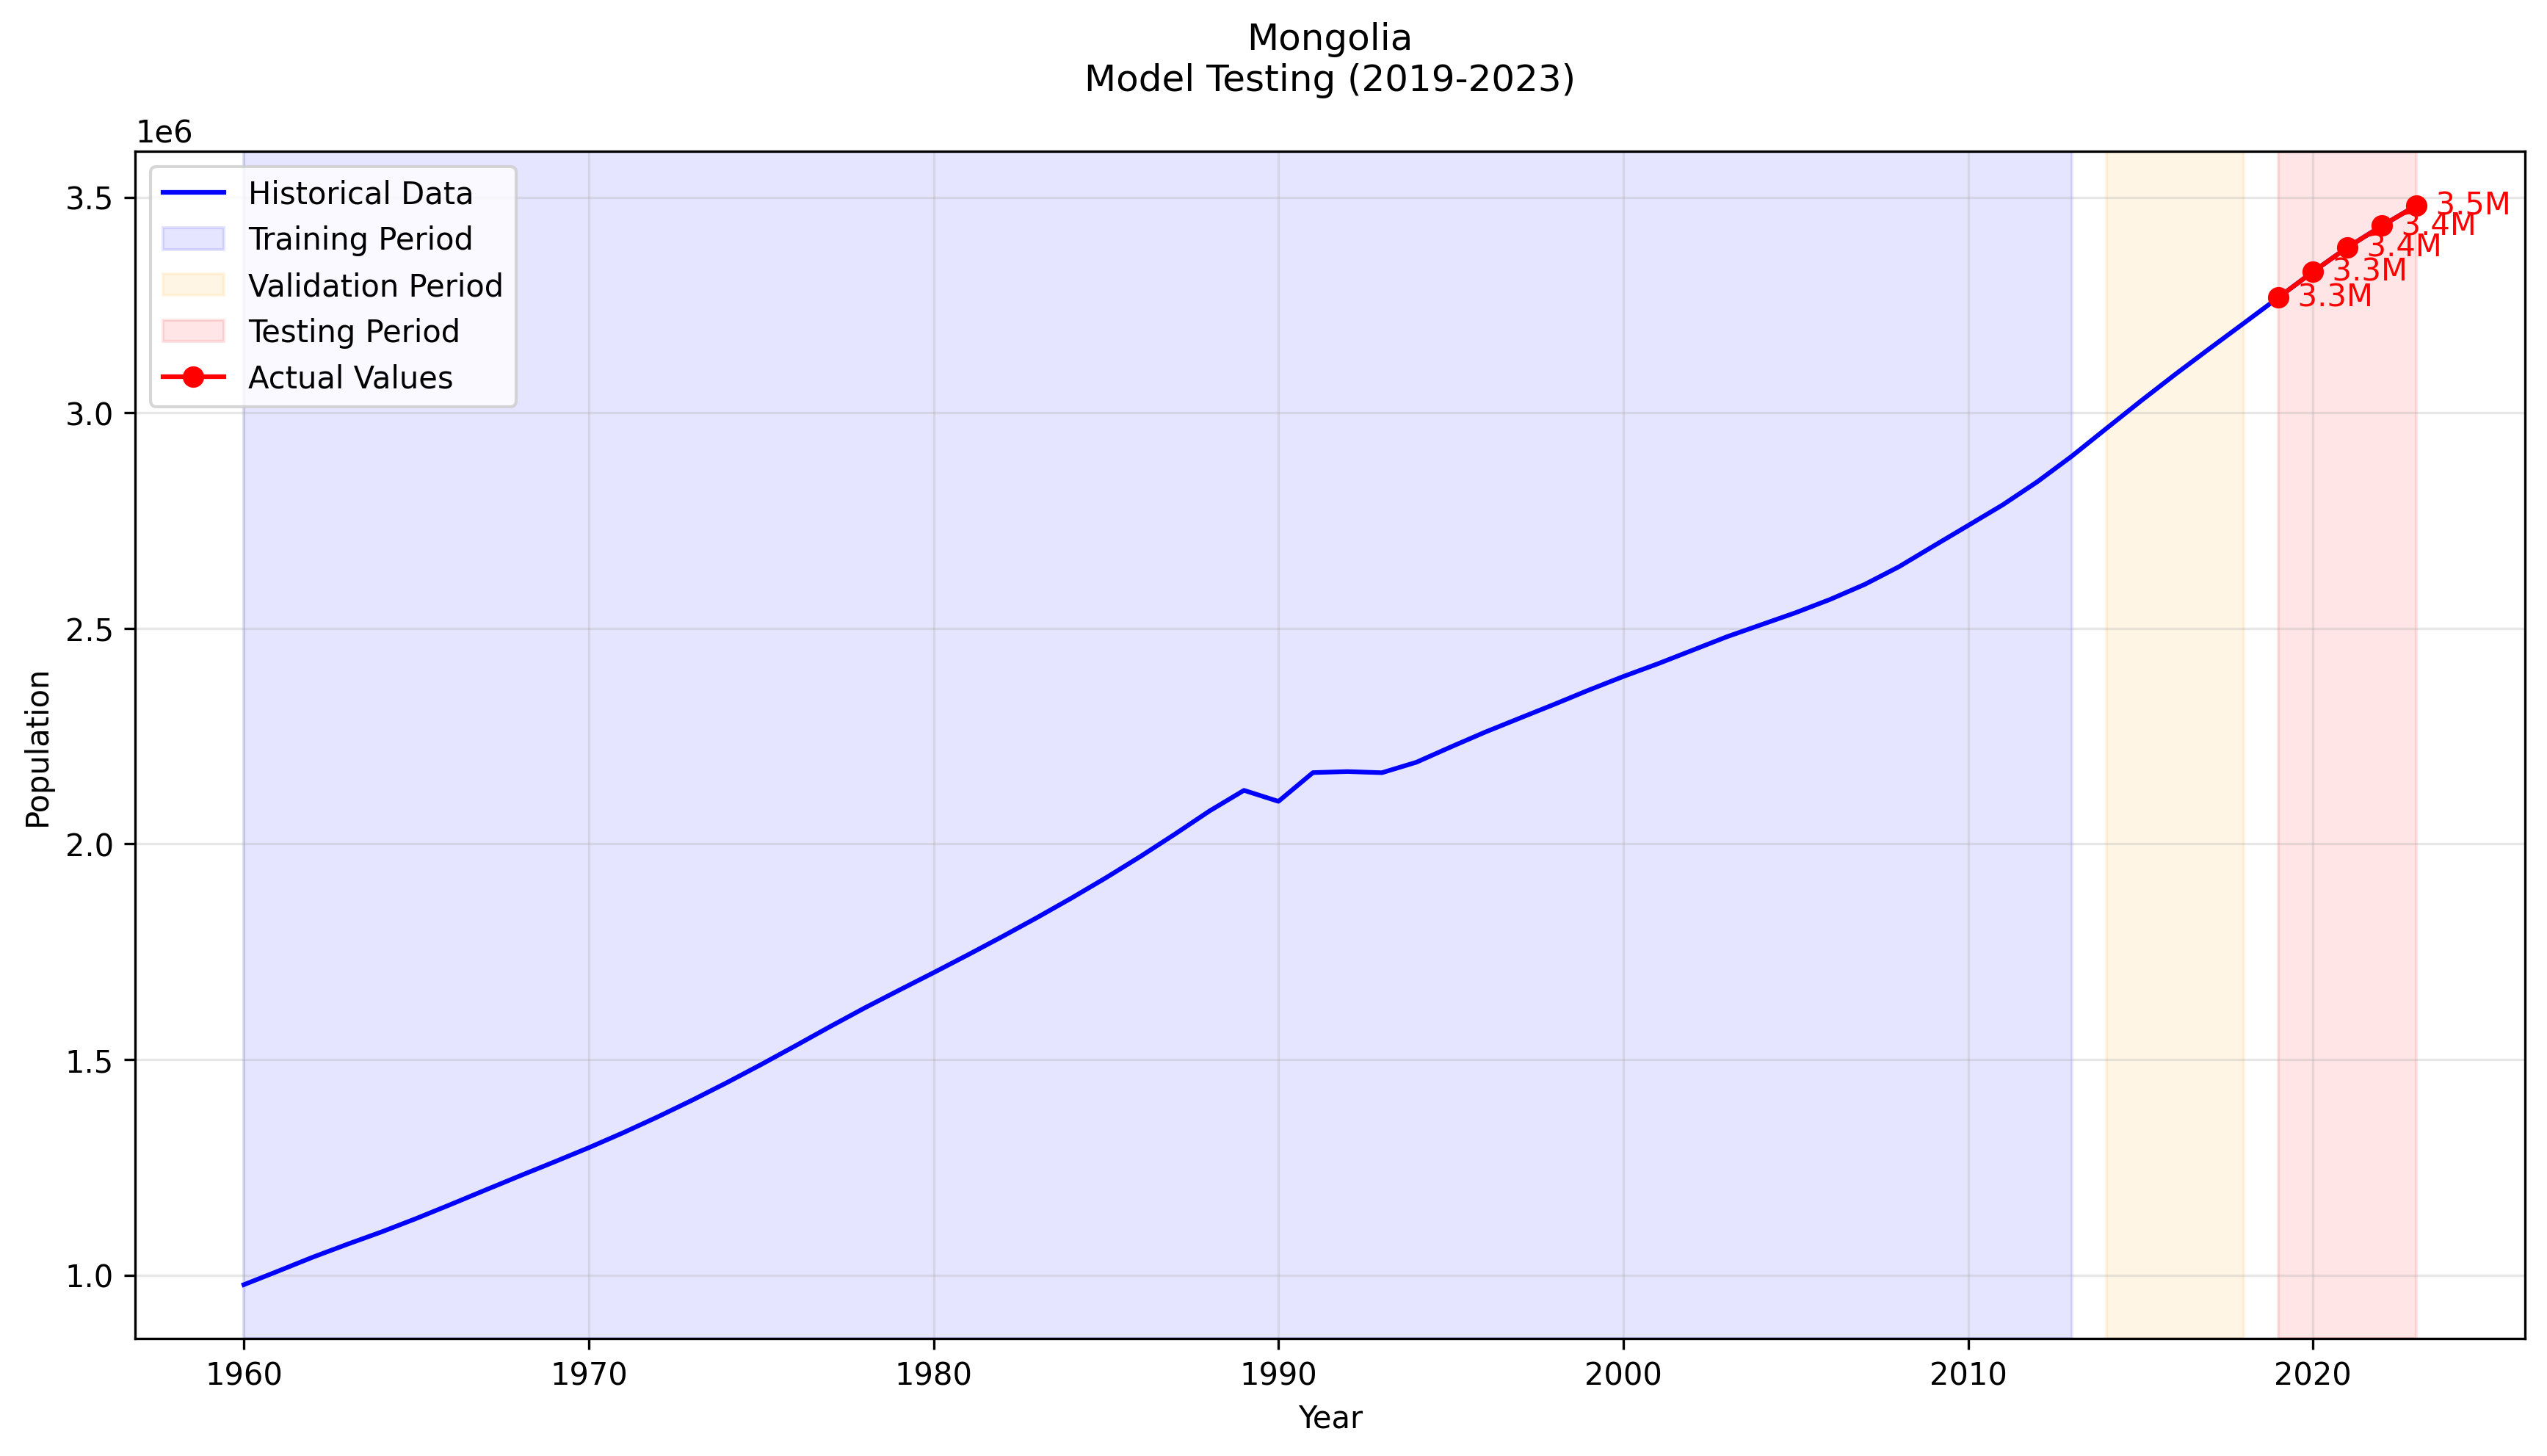 Mongolia
Model Testing (2019-2023)
1e6
3.5
3.0
2.5
2.0
1.5
1.0
Population
Historical Data
Training Period
Validation Period
Testing Period
Actual Values
3.5M
3.4M
3.4M
3.3M
3.3M
1960
1970
1980
1990
2000
2010
2020
Year